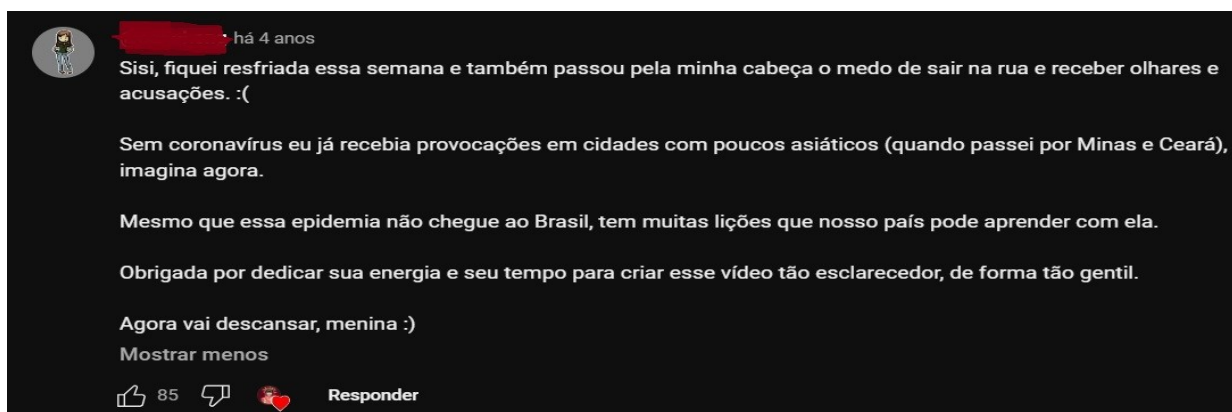 há 4 anos
Sisi, fiquei resfriada essa semana e também passou pela minha cabeça o medo de sair na rua e receber olhares e
acusações. :(
Sem coronavírus eu já recebia provocações em cidades com poucos asiáticos (quando passei por Minas e Ceará),
imagina agora.
Mesmo que essa epidemia não chegue ao Brasil, tem muitas lições que nosso país pode aprender com ela.
Obrigada por dedicar sua energia e seu tempo para criar esse vídeo tão esclarecedor, de forma tão gentil.
Agora vai descansar, menina :)
Mostrar menos
85 Responder